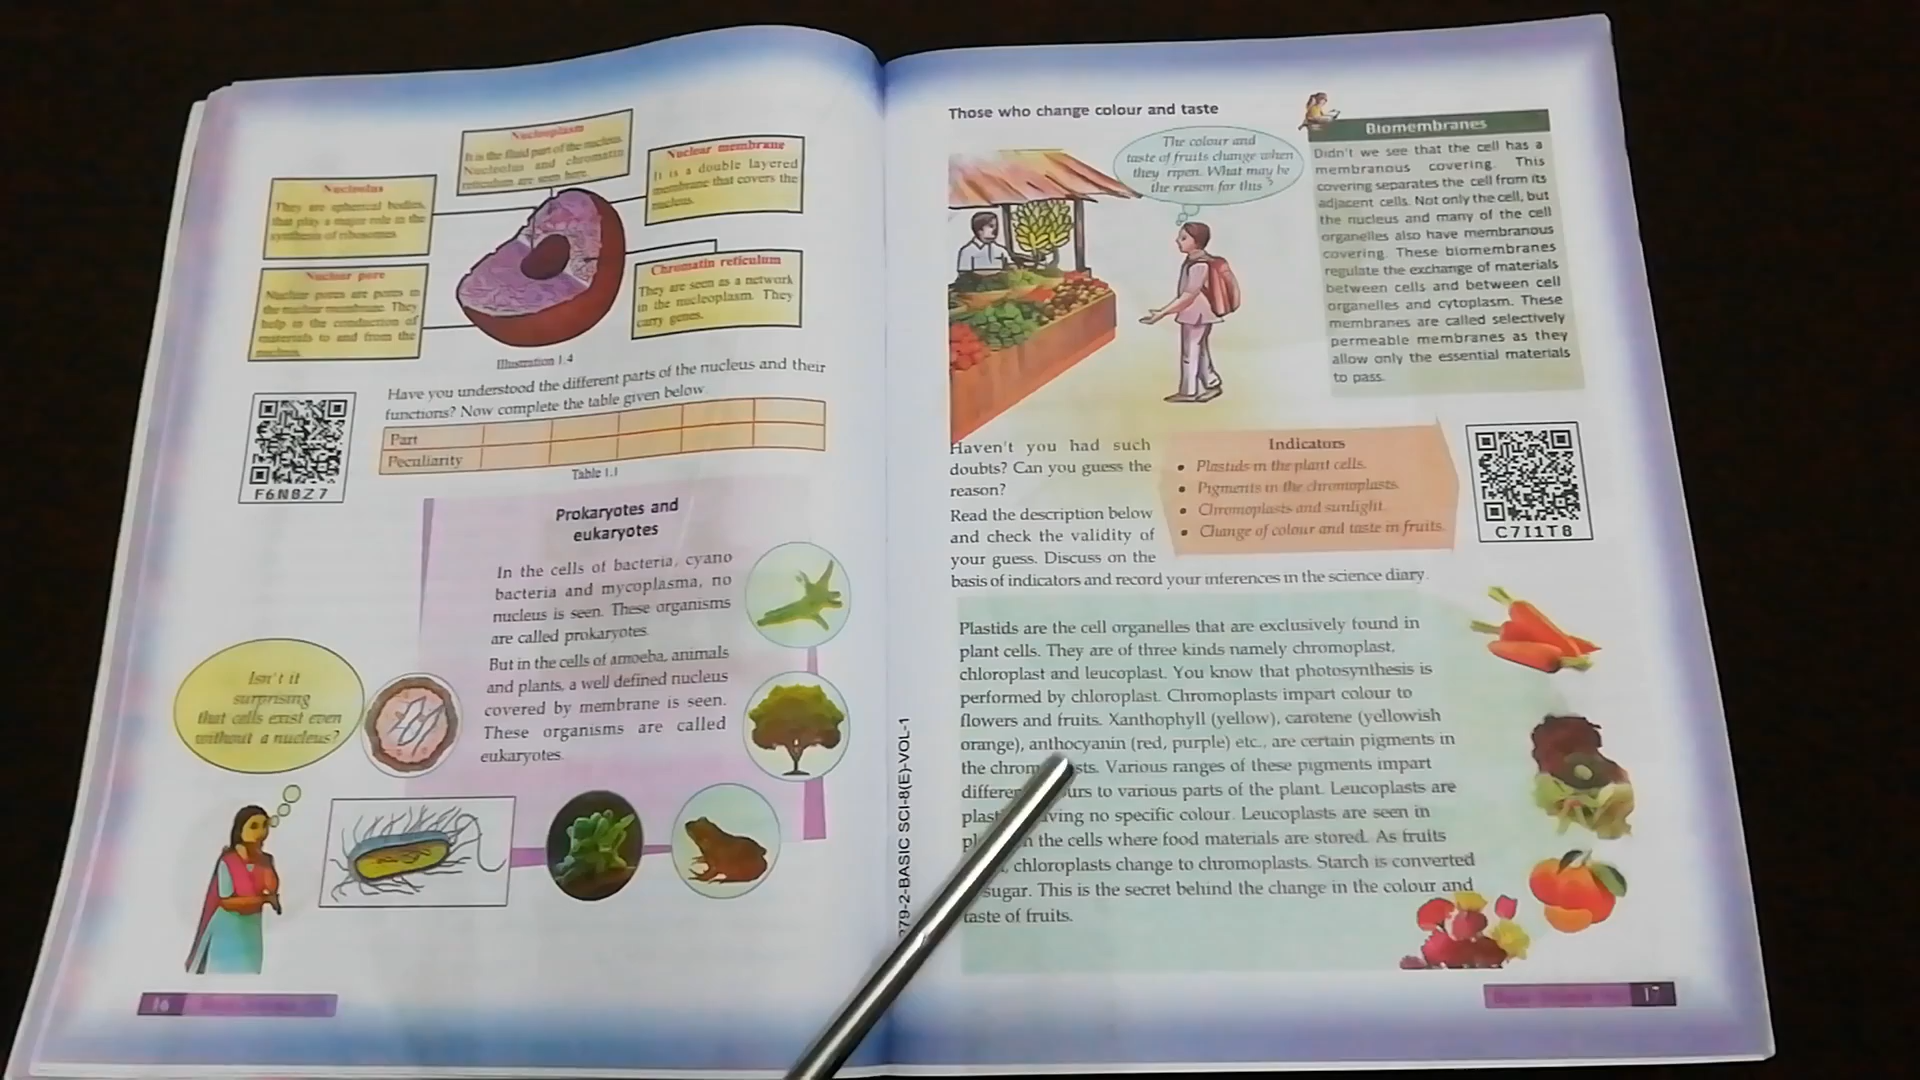 Nucleoplasm
It is the fluid part of the nucleus.
Nucleolus and chromatin
reticulum are seen here.
Nuclear membrane
It is a double layered
membrane that covers the
nucleus.
Nucleolus
They are spherical bodies,
that play a major role in the
synthesis of ribosomes.
Nuclear pore
Nuclear pores are pores in
the nuclear membrane. They
help in the conduction of
materials to and from the
nucleus.
Chromatin reticulum
They are seen as a network
in the nucleoplasm. They
carry genes.
Illustration 1.4
Have you understood the different parts of the nucleus and their
functions? Now complete the table given below.
Part
Peculiarity
Table 1.1
F6N8Z7
Prokaryotes and
eukaryotes
In the cells of bacteria, cyano
bacteria and mycoplasma, no
nucleus is seen. These organisms
are called prokaryotes.
But in the cells of amoeba, animals
and plants, a well defined nucleus
covered by membrane is seen.
These organisms are called
eukaryotes.
Isn't it
surprising
that cells exist even
without a nucleus?
16
Those who change colour and taste
The colour and
taste of fruits change when
they ripen. What may be
the reason for this?
Biomembranes
Didn't we see that the cell has a
membranous covering. This
covering separates the cell from its
adjacent cells. Not only the cell, but
the nucleus and many of the cell
organelles also have membranous
covering. These biomembranes
regulate the exchange of materials
between cells and between cell
organelles and cytoplasm. These
membranes are called selectively
permeable membranes as they
allow only the essential materials
to pass.
Haven't you had such
doubts? Can you guess the
reason?
Read the description below
and check the validity of
your guess. Discuss on the
basis of indicators and record your inferences in the science diary.
Indicators
• Plastids in the plant cells.
• Pigments in the chromoplasts.
• Chromoplasts and sunlight.
• Change of colour and taste in fruits.
C7I1T8
Plastids are the cell organelles that are exclusively found in
plant cells. They are of three kinds namely chromoplast,
chloroplast and leucoplast. You know that photosynthesis is
performed by chloroplast. Chromoplasts impart colour to
flowers and fruits. Xanthophyll (yellow), carotene (yellowish
orange), anthocyanin (red, purple) etc., are certain pigments in
the chrom sts. Various ranges of these pigments impart
differen urs to various parts of the plant. Leucoplasts are
plast ving no specific colour. Leucoplasts are seen in
pl n the cells where food materials are stored. As fruits
, chloroplasts change to chromoplasts. Starch is converted
sugar. This is the secret behind the change in the colour and
taste of fruits.
279-2-BASIC SCI-8(E)-VOL-1
17